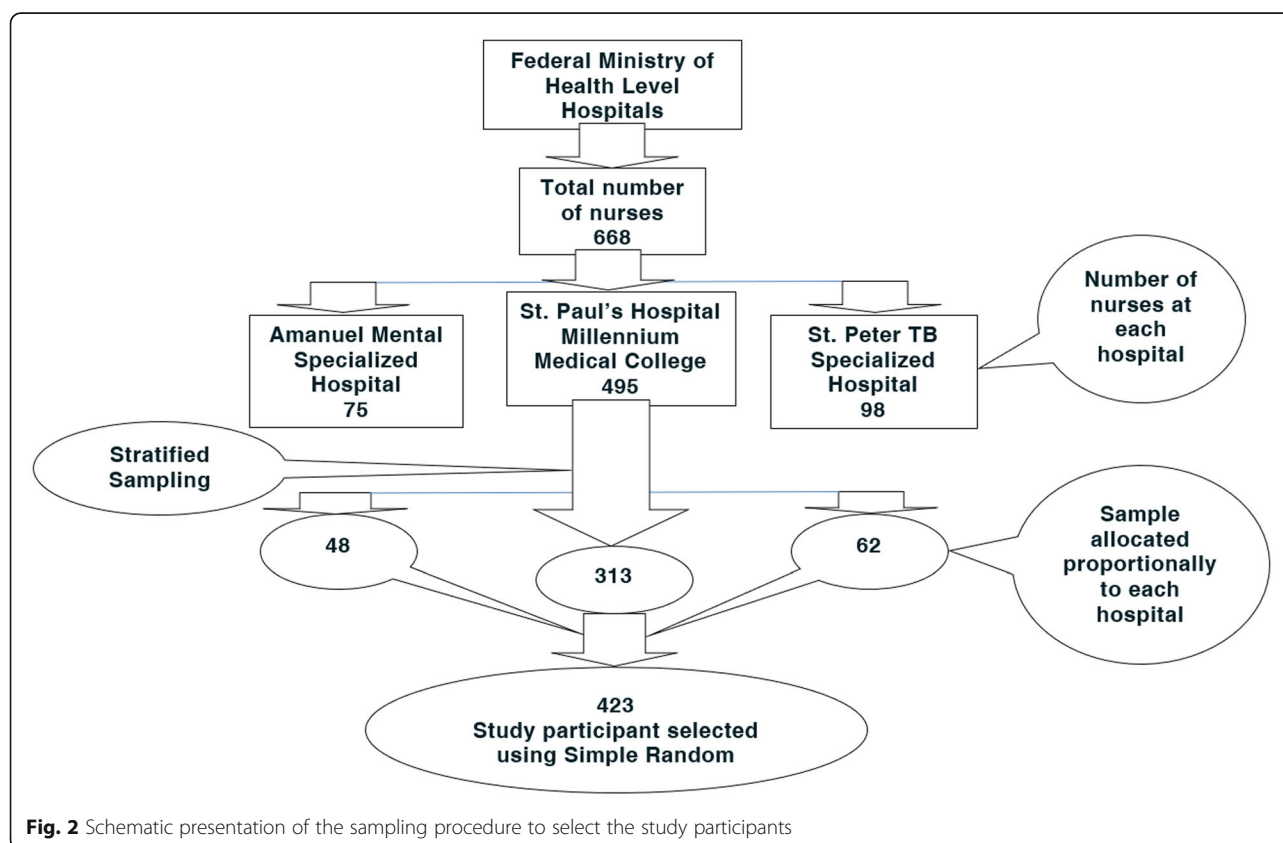 Federal Ministry of
Health Level
Hospitals
Total number
of nurses
668
Amanuel Mental
Specialized
Hospital
75
St. Paul's Hospital
Millennium
Medical College
495
St. Peter TB
Specialized
Hospital
98
Number of
nurses at
each
hospital
Stratified
Sampling
48
313
62
Sample
allocated
proportionally
to each
hospital
423
Study participant selected
using Simple Random
Fig. 2 Schematic presentation of the sampling procedure to select the study participants